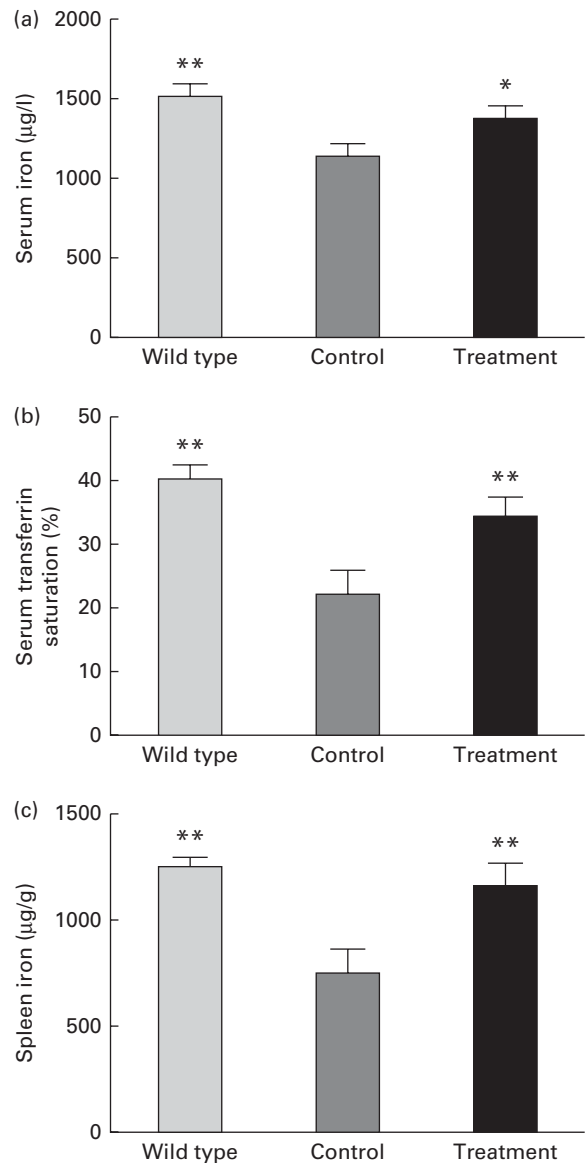 (a)
2000
1500
1000
500
0
Serum iron (μg/l)
**
*
Wild type Control Treatment
(b)
50
40
30
20
10
0
Serum transferrin
saturation (%)
**
**
Wild type Control Treatment
(c)
1500
1000
500
0
Spleen iron (μg/g)
**
**
Wild type Control Treatment